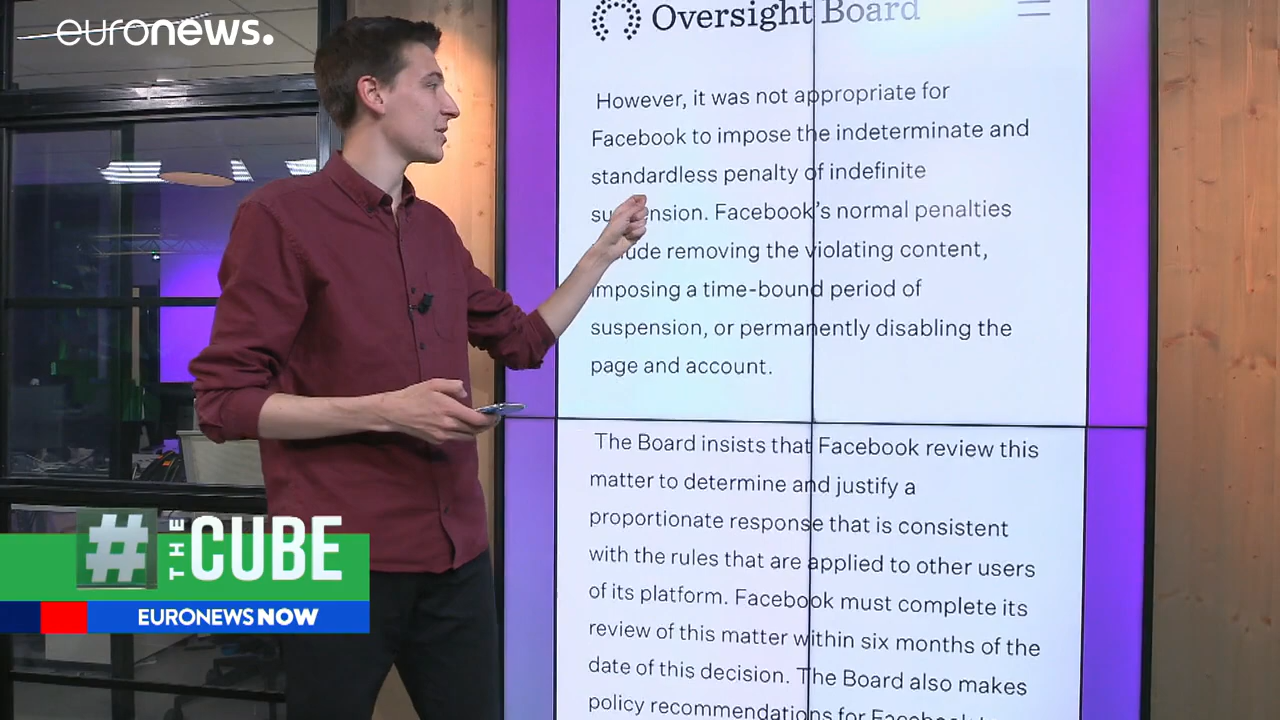 euronews.
Oversight Board
However, it was not appropriate for
Facebook to impose the indeterminate and
standardless penalty of indefinite
suspension. Facebook's normal penalties
include removing the violating content,
imposing a time-bound period of
suspension, or permanently disabling the
page and account.
The Board insists that Facebook review this
matter to determine and justify a
proportionate response that is consistent
with the rules that are applied to other users
of its platform. Facebook must complete its
review of this matter within six months of the
date of this decision. The Board also makes
policy recommendations for Facebook to
# THE CUBE
EURONEWS NOW